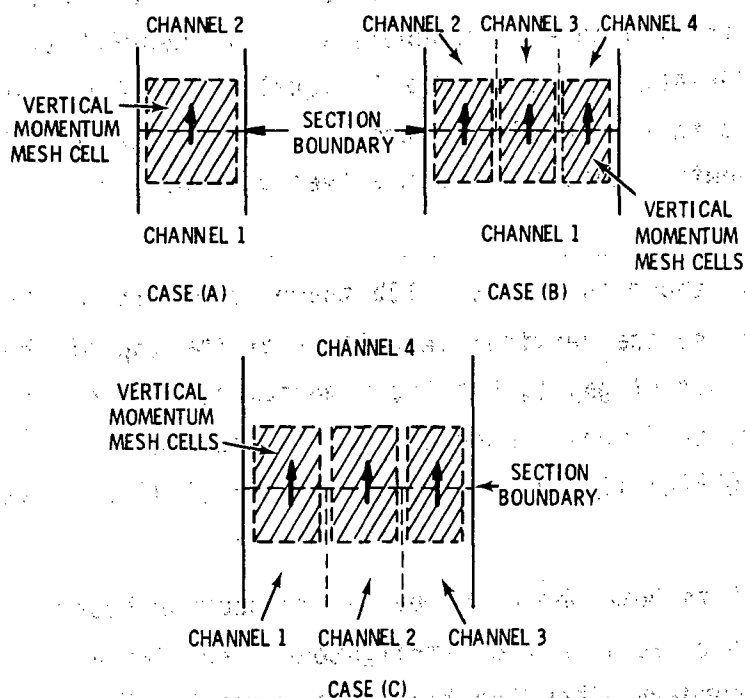 CHANNEL 2
VERTICAL
MOMENTUM
MESH CELL
CHANNEL 1
CASE (A)
SECTION
BOUNDARY
CHANNEL 2 CHANNEL 3 CHANNEL 4
VERTICAL
MOMENTUM
MESH CELLS
CHANNEL 1
CASE (B)
CHANNEL 4
VERTICAL
MOMENTUM
MESH CELLS
SECTION
BOUNDARY
CHANNEL 1 CHANNEL 2 CHANNEL 3
CASE (C)